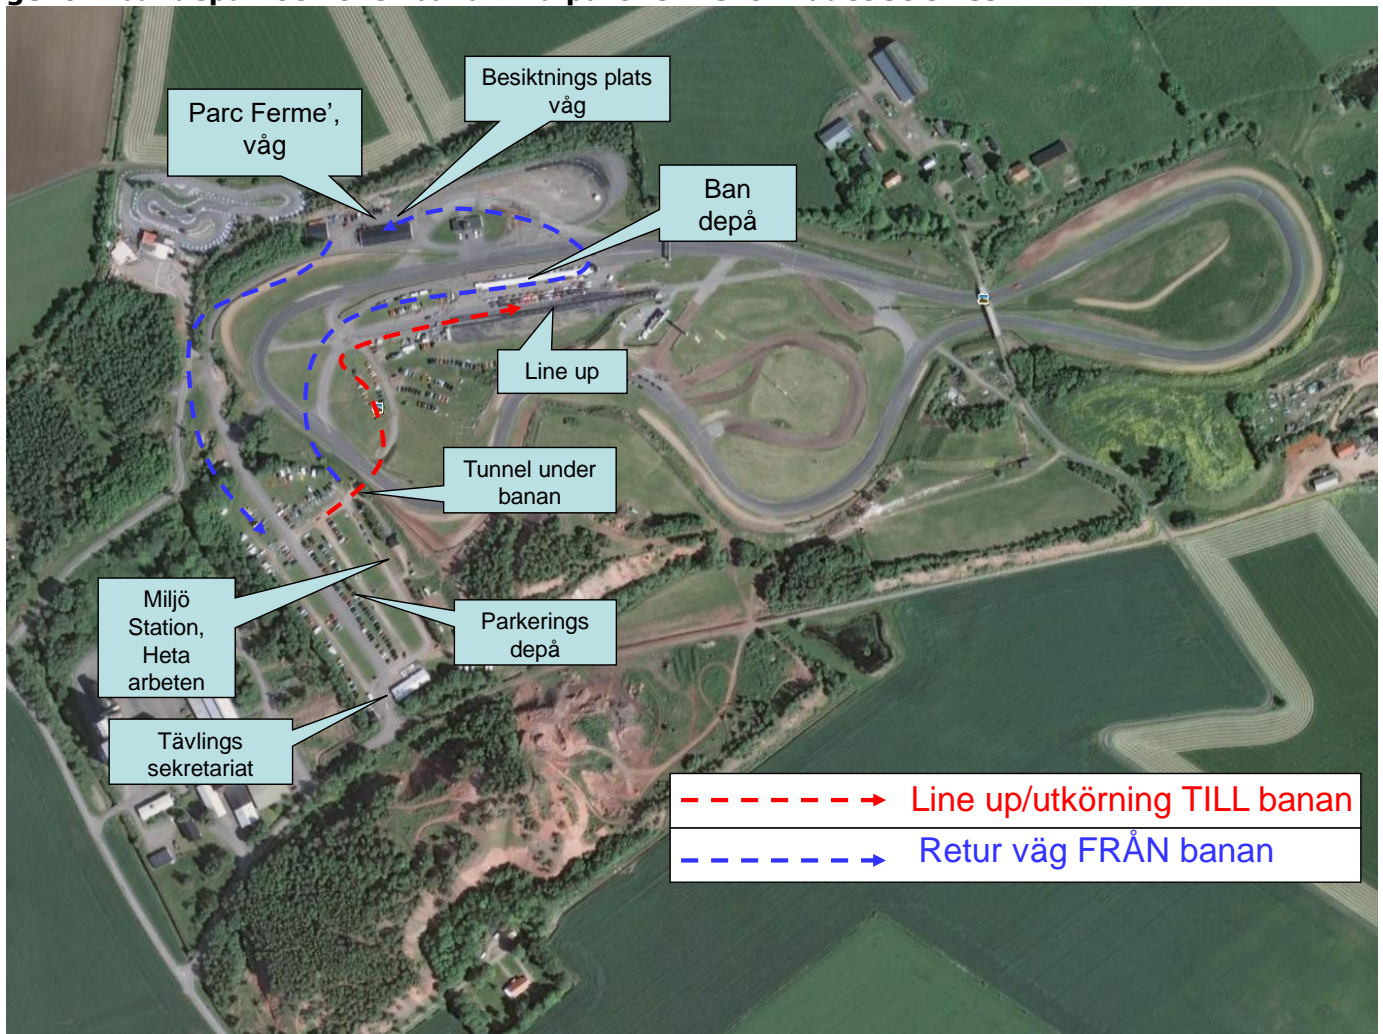 Besiktnings plats
våg
Parc Ferme’,
våg
Ban
depå
Line up
Tunnel under
banan
Miljö
Station,
Heta
arbeten
Parkerings
depå
Tävlings
sekretariat
Line up/utkörning TILL banan
Retur väg FRÅN banan